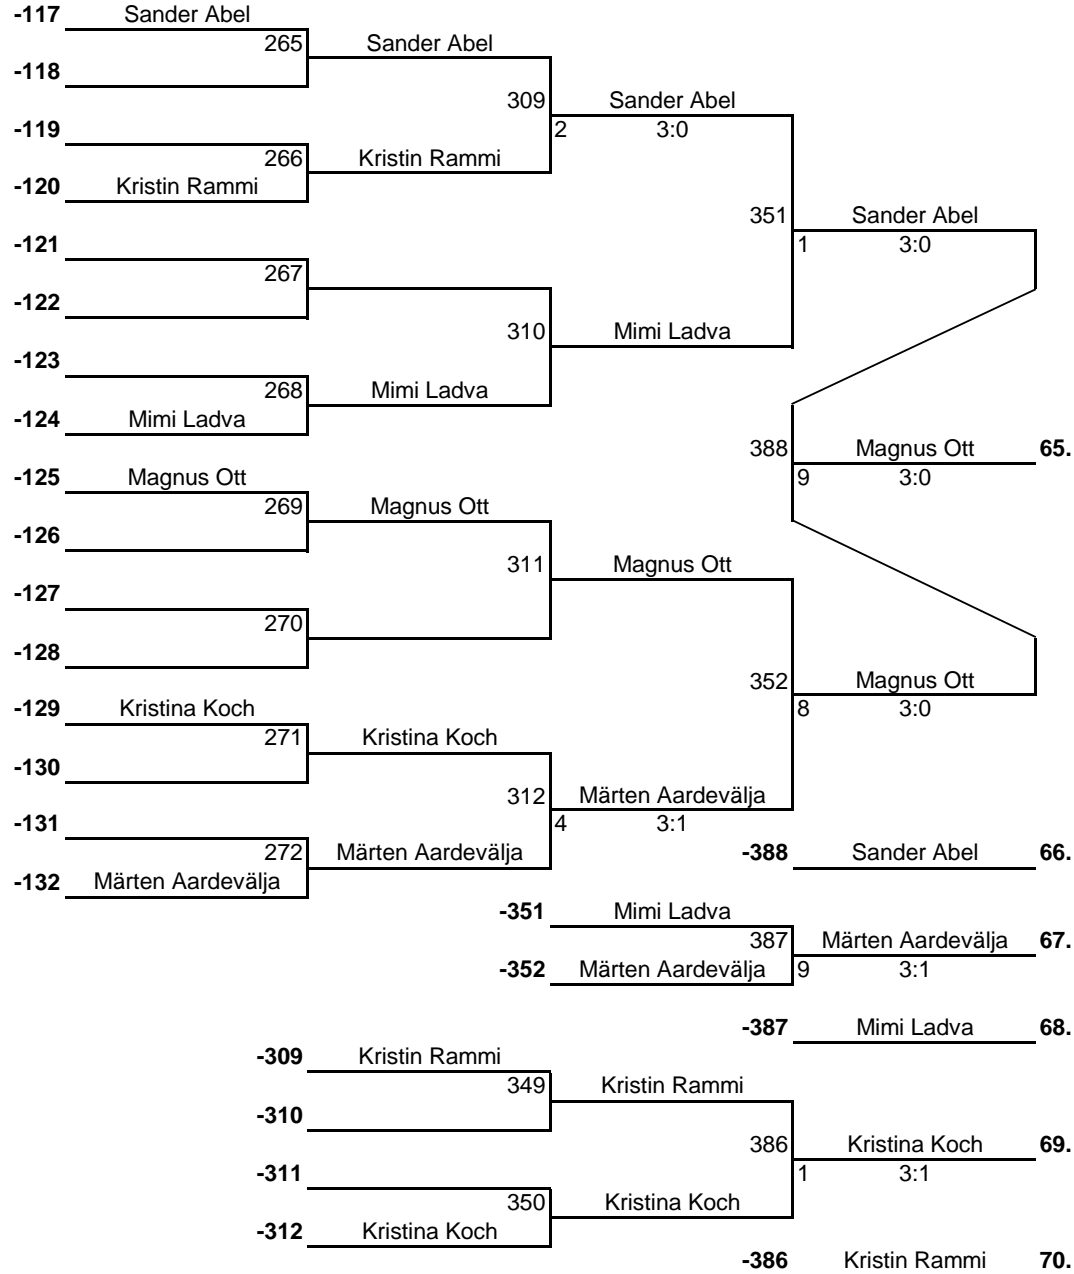 -117 Sander Abel
265 Sander Abel
-118
309 Sander Abel
-119 2 3:0
266 Kristin Rammi
-120 Kristin Rammi
351 Sander Abel
-121 1 3:0
267
-122
310 Mimi Ladva
-123
268 Mimi Ladva
-124 Mimi Ladva
388 Magnus Ott 65.
-125 Magnus Ott 9 3:0
269 Magnus Ott
-126
311 Magnus Ott
-127
270
-128
352 Magnus Ott
-129 Kristina Koch 8 3:0
271 Kristina Koch
-130
312 Märten Aardevälja
-131 4 3:1
272 Märten Aardevälja -388 Sander Abel 66.
-132 Märten Aardevälja
-351 Mimi Ladva
387 Märten Aardevälja 67.
-352 Märten Aardevälja 9 3:1
-387 Mimi Ladva 68.
-309 Kristin Rammi
349 Kristin Rammi
-310
386 Kristina Koch 69.
-311 1 3:1
350 Kristina Koch
-312 Kristina Koch
-386 Kristin Rammi 70.